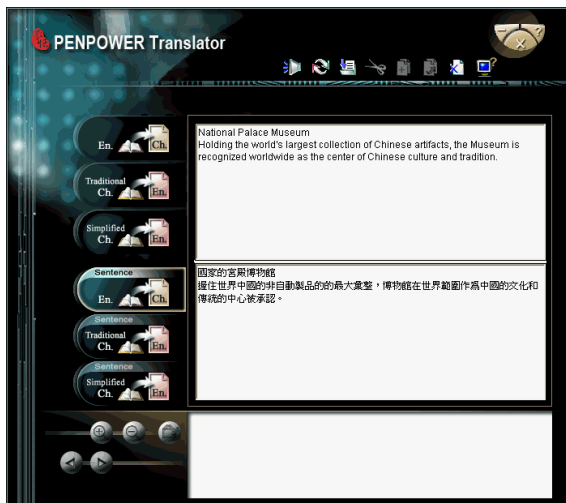 PENPOWER Translator
En. Ch.
Traditional
Ch. En.
Simplified
Ch. En.
Sentence
En. Ch.
Sentence
Traditional
Ch. En.
Sentence
Simplified
Ch. En.
National Palace Museum
Holding the world's largest collection of Chinese artifacts, the Museum is
recognized worldwide as the center of Chinese culture and tradition.
國家的宮殿博物館
握住世界中國的非自動製品的的最大彙整，博物館在世界範圍作為中國的文化和
傳統的中心被承認。